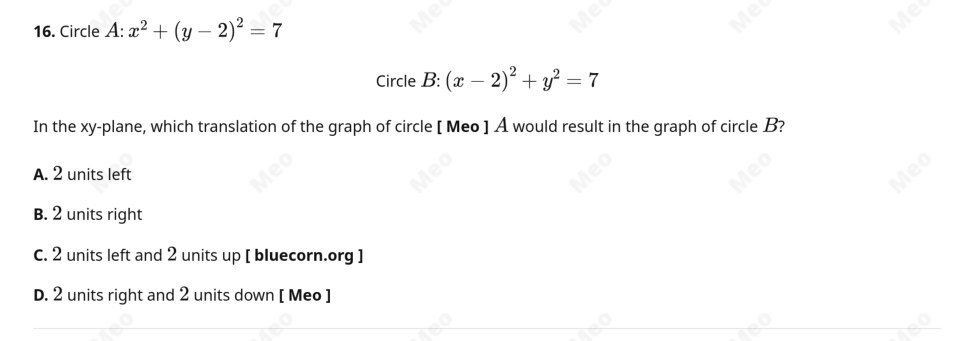 16. Circle A: x² + (y − 2)² = 7
Circle B: (x − 2)² + y² = 7
In the xy-plane, which translation of the graph of circle [ Meo ] A would result in the graph of circle B?
A. 2 units left
B. 2 units right
C. 2 units left and 2 units up [ bluecorn.org ]
D. 2 units right and 2 units down [ Meo ]